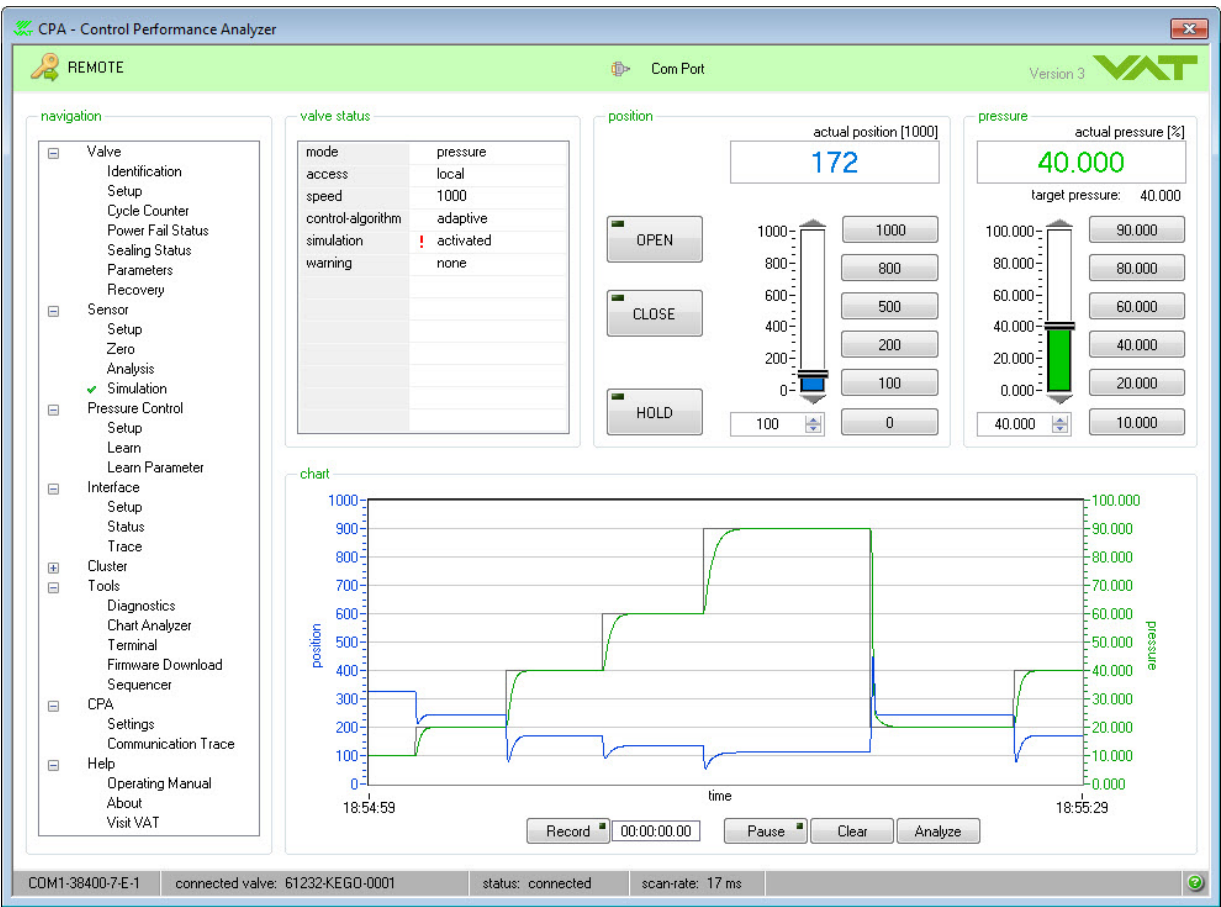 CPA - Control Performance Analyzer
REMOTE
Com Port
Version 3
VAT
navigation
Valve
Identification
Setup
Cycle Counter
Power Fail Status
Sealing Status
Parameters
Recovery
Sensor
Setup
Zero
Analysis
Simulation
Pressure Control
Setup
Learn
Learn Parameter
Interface
Setup
Status
Trace
Cluster
Tools
Diagnostics
Chart Analyzer
Terminal
Firmware Download
Sequencer
CPA
Settings
Communication Trace
Help
Operating Manual
About
Visit VAT
valve status
mode pressure
access local
speed 1000
control-algorithm adaptive
simulation ! activated
warning none
position
actual position [1000]
172
OPEN
CLOSE
HOLD
1000
800
600
400
200
0
100
1000
800
500
200
100
0
pressure
actual pressure [%]
40.000
target pressure: 40.000
100.000
80.000
60.000
40.000
20.000
0.000
40.000
90.000
80.000
60.000
40.000
20.000
10.000
chart
position
1000
900
800
700
600
500
400
300
200
100
0
100.000
90.000
80.000
70.000
60.000
50.000
40.000
30.000
20.000
10.000
0.000
pressure
18:54:59
time
18:55:29
Record
00:00:00.00
Pause
Clear
Analyze
COM1-38400-7-E-1
connected valve: 61232-KEGO-0001
status: connected
scan-rate: 17 ms